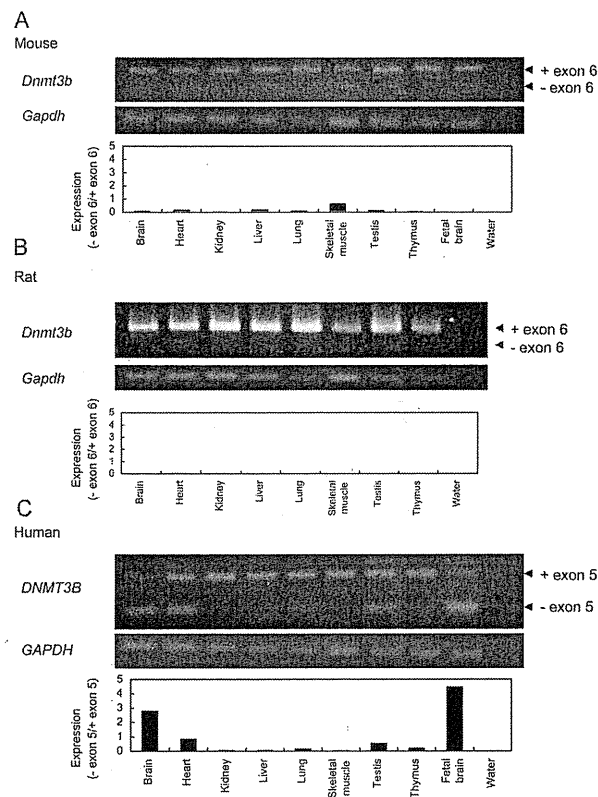 A
Mouse
Dnmt3b
+ exon 6
- exon 6
Gapdh
Expression
(- exon 6/+ exon 6)
5
4
3
2
1
0
Brain
Heart
Kidney
Liver
Lung
Skeletal
muscle
Testis
Thymus
Fetal
brain
Water
B
Rat
Dnmt3b
+ exon 6
- exon 6
Gapdh
Expression
(- exon 6/+ exon 6)
5
4
3
2
1
0
Brain
Heart
Kidney
Liver
Lung
Skeletal
muscle
Testis
Thymus
Water
C
Human
DNMT3B
+ exon 5
- exon 5
GAPDH
Expression
(- exon 5/+ exon 5)
5
4
3
2
1
0
Brain
Heart
Kidney
Liver
Lung
Skeletal
muscle
Testis
Thymus
Fetal
brain
Water